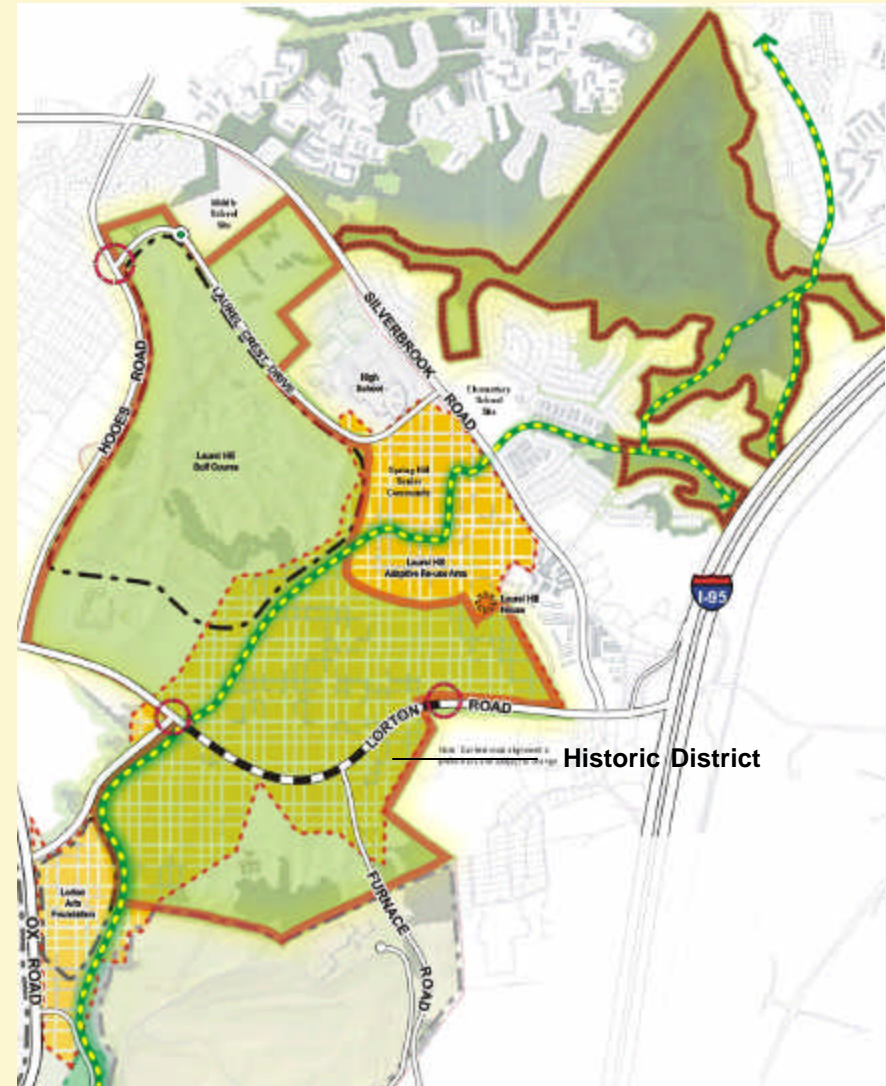 Middle
School
Site
SILVERBROOK
ROAD
LAUREL CREST DRIVE
HOOES ROAD
High
School
Elementary
School
Site
Laurel Hill
Golf Course
Spring Hill
Senior
Community
Laurel Hill
Adaptive Re-use Area
Laurel Hill
House
I-95
LORTON ROAD
Historic District
Lorton
Arts
Foundation
OX ROAD
FURNACE ROAD